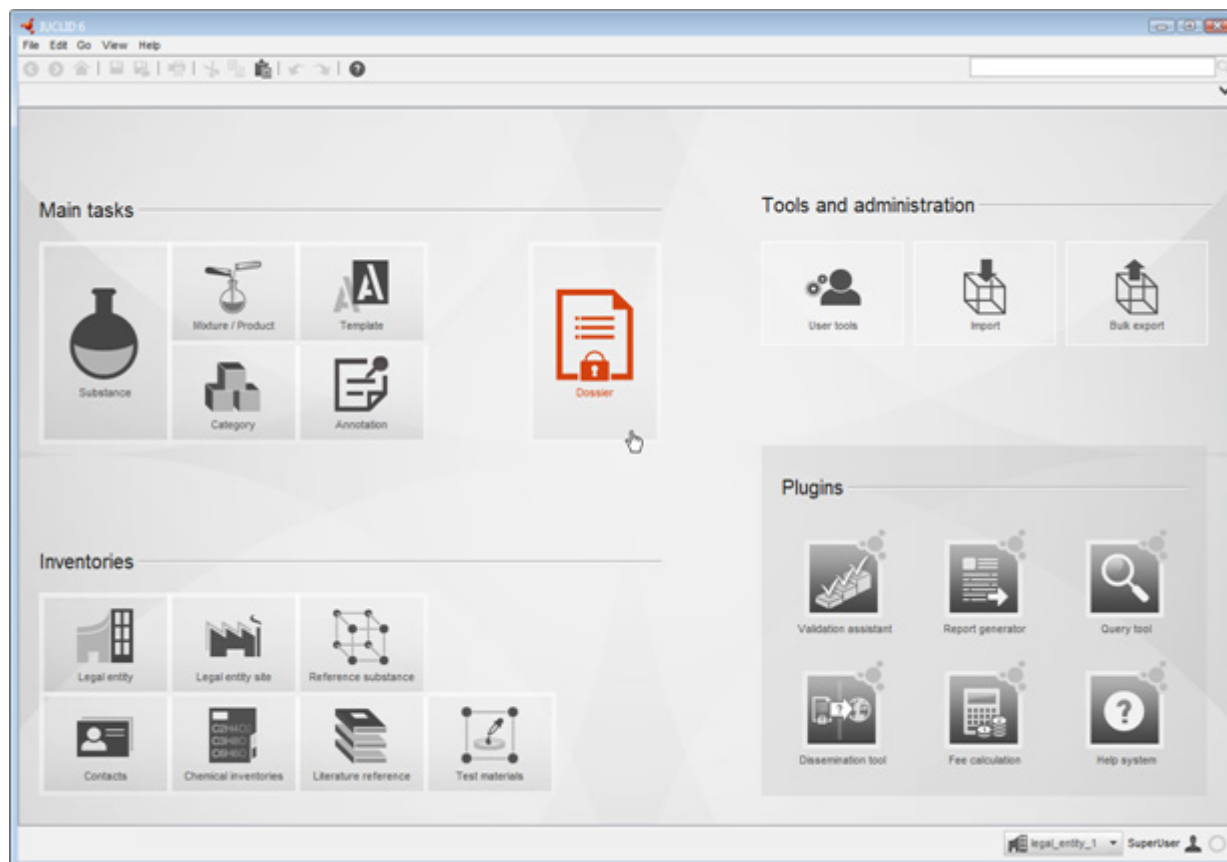 IUCLID 6
File Edit Go View Help
Main tasks
Substance
Mixture / Product
Template
Category
Annotation
Dossier
Tools and administration
User tools
Import
Bulk export
Inventories
Legal entity
Legal entity site
Reference substance
Contacts
Chemical inventories
Literature reference
Test materials
Plugins
Validation assistant
Report generator
Query tool
Dissemination tool
Fee calculation
Help system
legal_entity_1 SuperUser